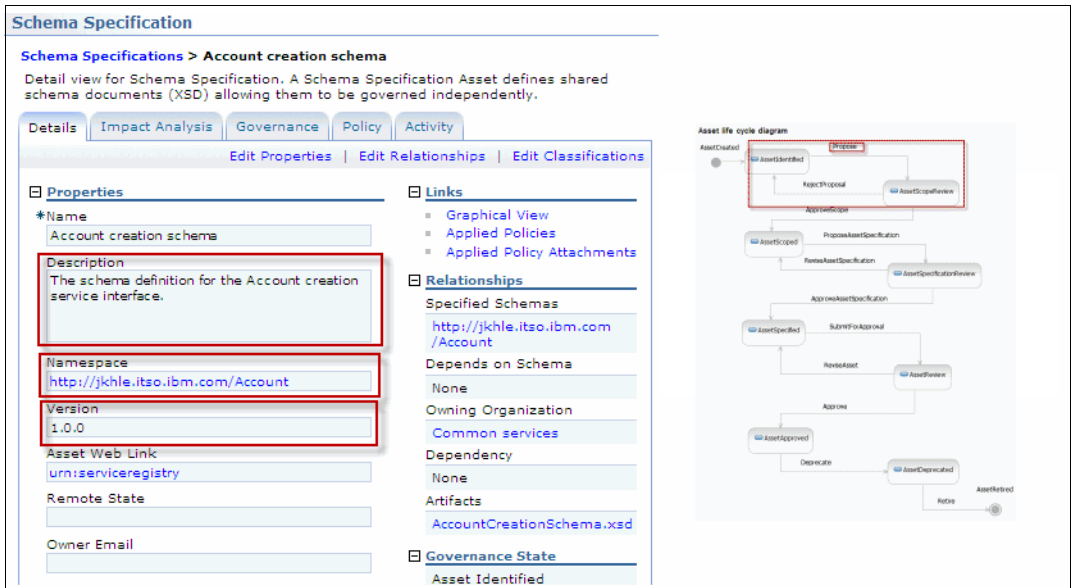 Schema Specification
Schema Specifications > Account creation schema
Detail view for Schema Specification. A Schema Specification Asset defines shared
schema documents (XSD) allowing them to be governed independently.
Details
Impact Analysis
Governance
Policy
Activity
Edit Properties | Edit Relationships | Edit Classifications
Properties
*Name
Account creation schema
Description
The schema definition for the Account creation
service interface.
Namespace
http://jkhle.itso.ibm.com/Account
Version
1.0.0
Asset Web Link
urn:serviceregistry
Remote State
Owner Email
Links
Graphical View
Applied Policies
Applied Policy Attachments
Relationships
Specified Schemas
http://jkhle.itso.ibm.com
/Account
Depends on Schema
None
Owning Organization
Common services
Dependency
None
Artifacts
AccountCreationSchema.xsd
Governance State
Asset Identified
Asset life cycle diagram
AssetCreated
AssetIdentified
Propose
RejectProposal
AssetScopeReview
ApproveScope
AssetScoped
ProposeAssetSpecification
ReviseAssetSpecification
AssetSpecificationReview
ApproveAssetSpecification
AssetSpecified
SubmitForApproval
ReviseAsset
AssetReview
Approve
AssetApproved
Deprecate
AssetDeprecated
AssetRetired
Retire